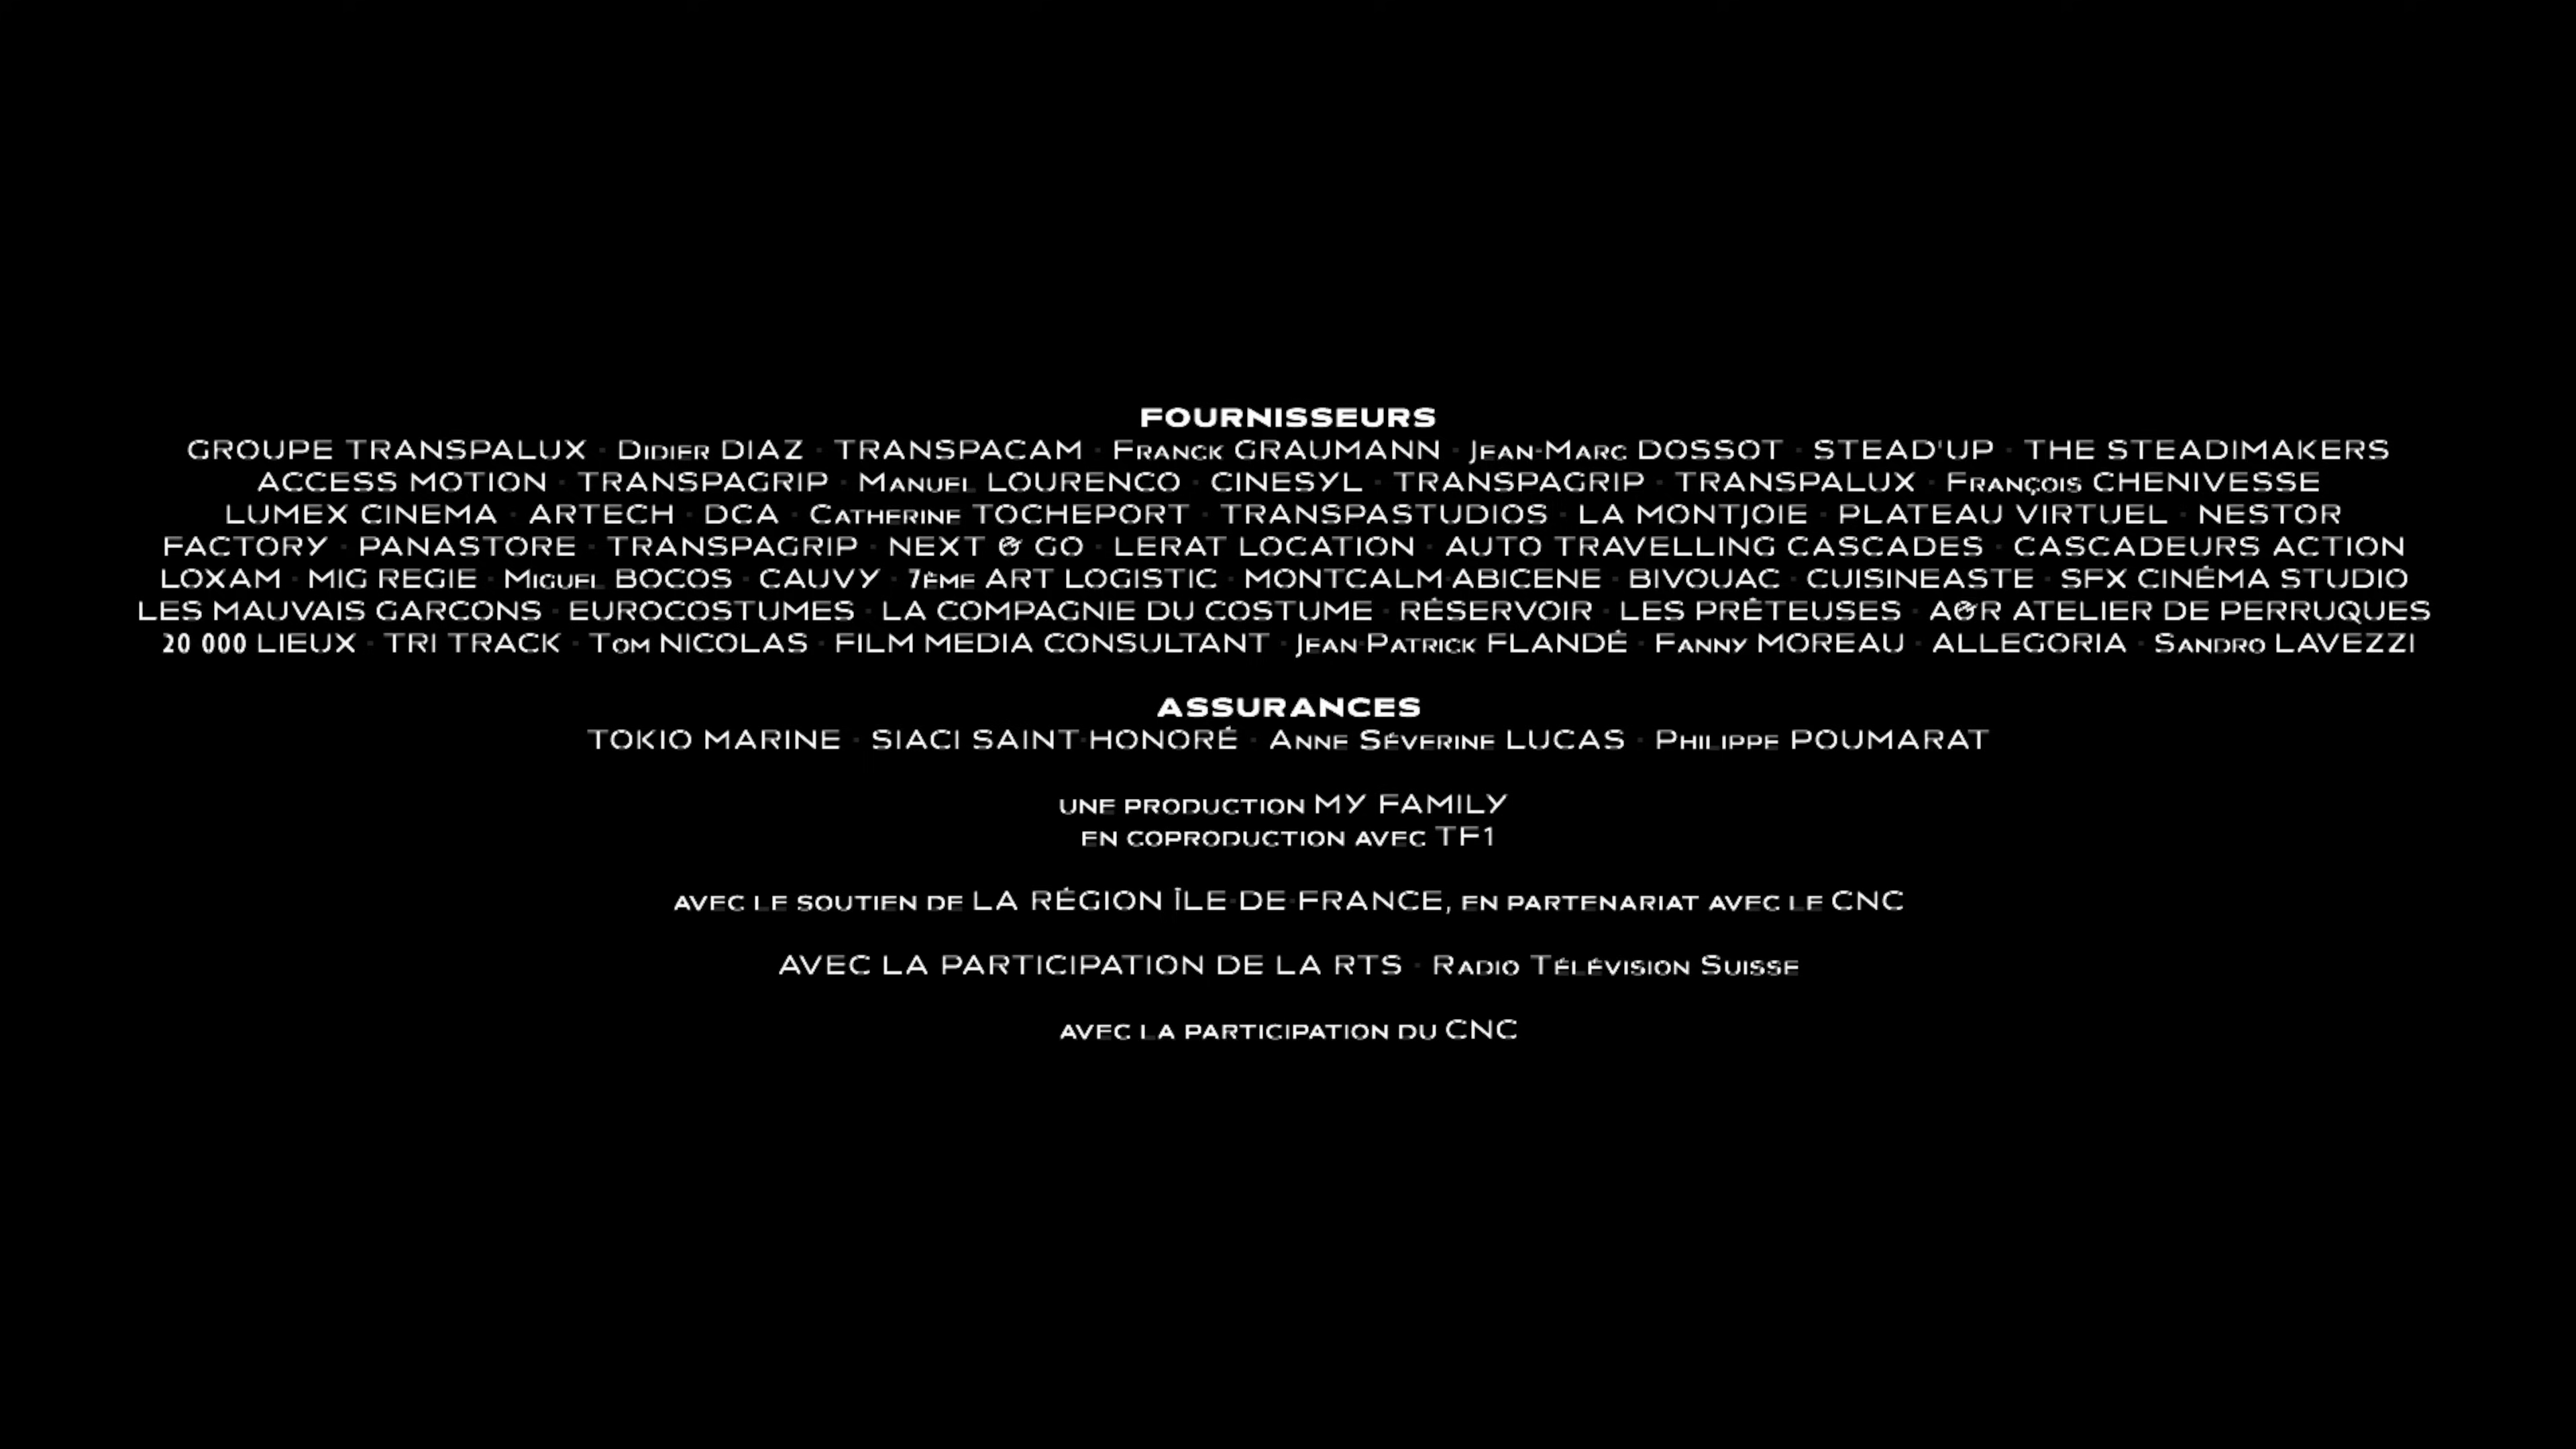 FOURNISSEURS
GROUPE TRANSPALUX · Didier DIAZ · TRANSPACAM · Franck GRAUMANN · Jean-Marc DOSSOT · STEAD'UP · THE STEADIMAKERS
ACCESS MOTION · TRANSPAGRIP · Manuel LOURENCO · CINESYL · TRANSPAGRIP · TRANSPALUX · François CHENIVESSE
LUMEX CINEMA · ARTECH · DCA · Catherine TOCHEPORT · TRANSPASTUDIOS · LA MONTJOIE · PLATEAU VIRTUEL · NESTOR
FACTORY · PANASTORE · TRANSPAGRIP · NEXT & GO · LERAT LOCATION · AUTO TRAVELLING CASCADES · CASCADEURS ACTION
LOXAM · MIG REGIE · Miguel BOCOS · CAUVY · 7ème ART LOGISTIC · MONTCALM-ABICENE · BIVOUAC · CUISINEASTE · SFX CINÉMA STUDIO
LES MAUVAIS GARCONS · EUROCOSTUMES · LA COMPAGNIE DU COSTUME · RÉSERVOIR · LES PRÊTEUSES · A&R ATELIER DE PERRUQUES
20 000 LIEUX · TRI TRACK · Tom NICOLAS · FILM MEDIA CONSULTANT · Jean-Patrick FLANDÉ · Fanny MOREAU · ALLEGORIA · Sandro LAVEZZI
ASSURANCES
TOKIO MARINE · SIACI SAINT-HONORÉ · Anne Séverine LUCAS · Philippe POUMARAT
une production MY FAMILY
en coproduction avec TF1
avec le soutien de LA RÉGION ÎLE-DE-FRANCE, en partenariat avec le CNC
AVEC LA PARTICIPATION DE LA RTS · Radio Télévision Suisse
avec la participation du CNC